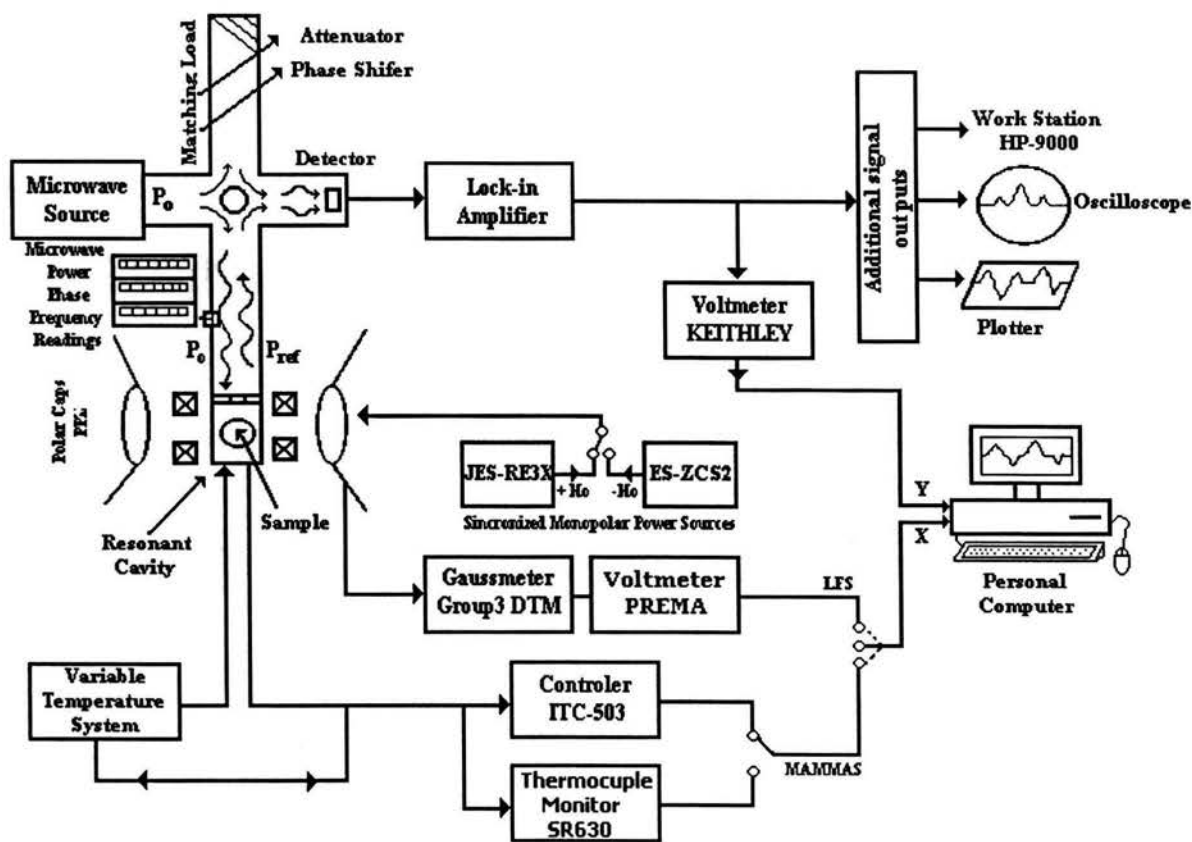 Attenuator
Phase Shifer
Matching Load
Detector
Microwave
Source
Po
Lock-in
Amplifier
Additional signal
out puts
Work Station
HP-9000
Oscilloscope
Plotter
Microwave
Power
Phase
Frequency
Readings
Voltmeter
KEITHLEY
Po
Pref
Polar Caps
JES-RE3X
ES-ZCS2
+Ho
-Ho
Sincronized Monopolar Power Sources
Sample
Resonant
Cavity
Y
X
Personal
Computer
Gaussmeter
Group3 DTM
Voltmeter
PREMA
LFS
Variable
Temperature
System
Controler
ITC-503
MAMMAS
Thermocuple
Monitor
SR630